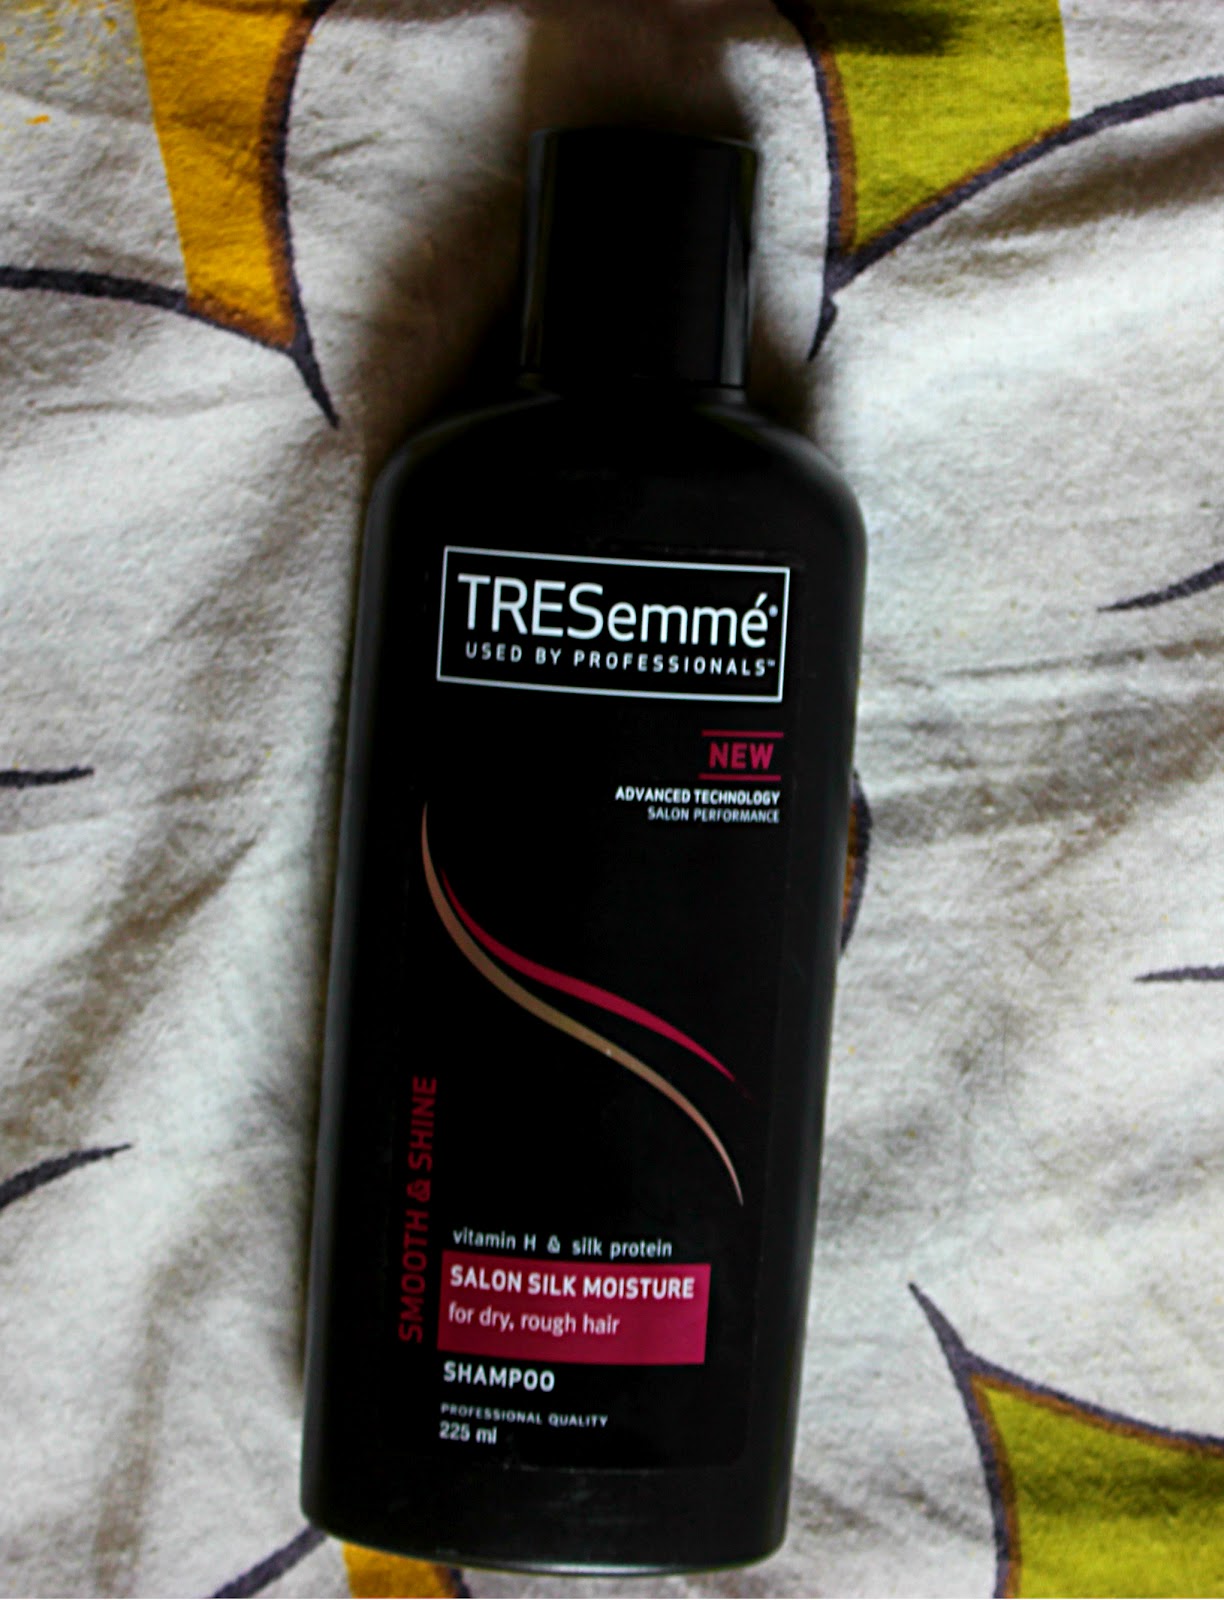 TRESemmé®
USED BY PROFESSIONALS™
NEW
ADVANCED TECHNOLOGY
SALON PERFORMANCE
SMOOTH & SHINE
vitamin H & silk protein
SALON SILK MOISTURE
for dry, rough hair
SHAMPOO
PROFESSIONAL QUALITY
225 ml